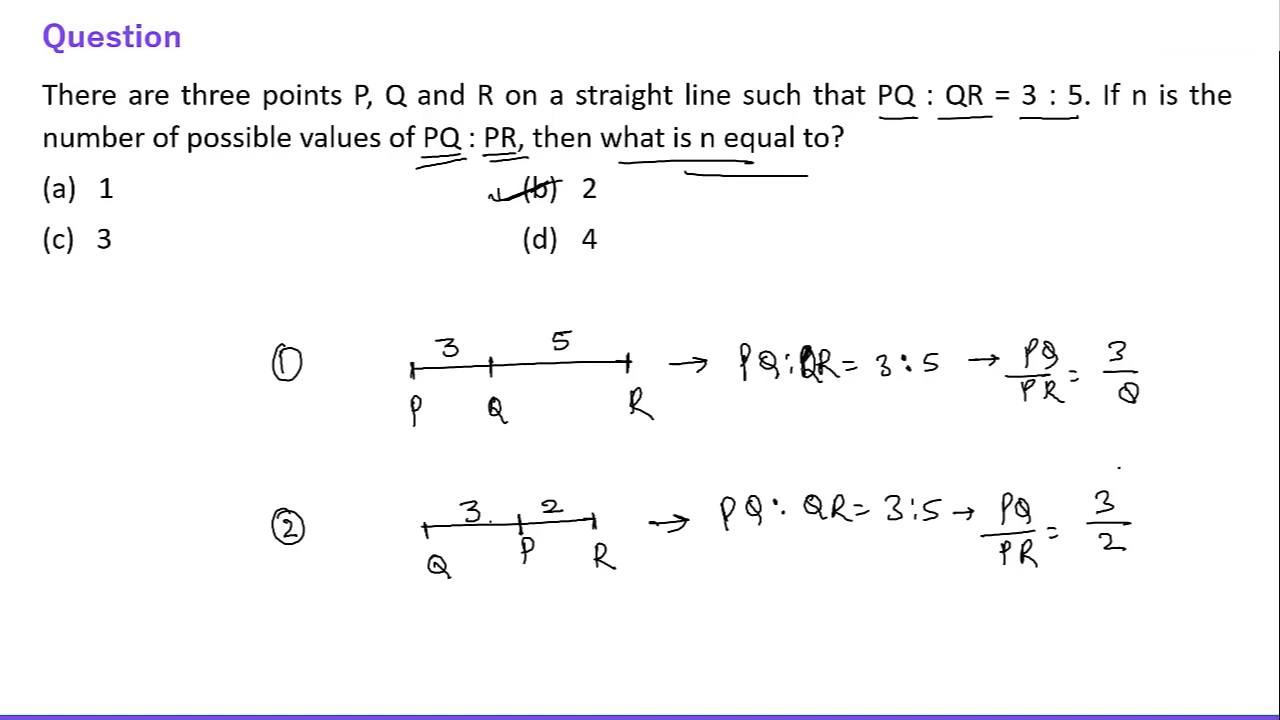 Question
There are three points P, Q and R on a straight line such that PQ : QR = 3 : 5. If n is the
number of possible values of PQ : PR, then what is n equal to?
(a) 1 (b) 2
(c) 3 (d) 4
① 3 5 → PQ : QR = 3 : 5 → PQ/PR = 3/8
P Q R
② 3 2 → PQ : QR = 3 : 5 → PQ/PR = 3/2
Q P R